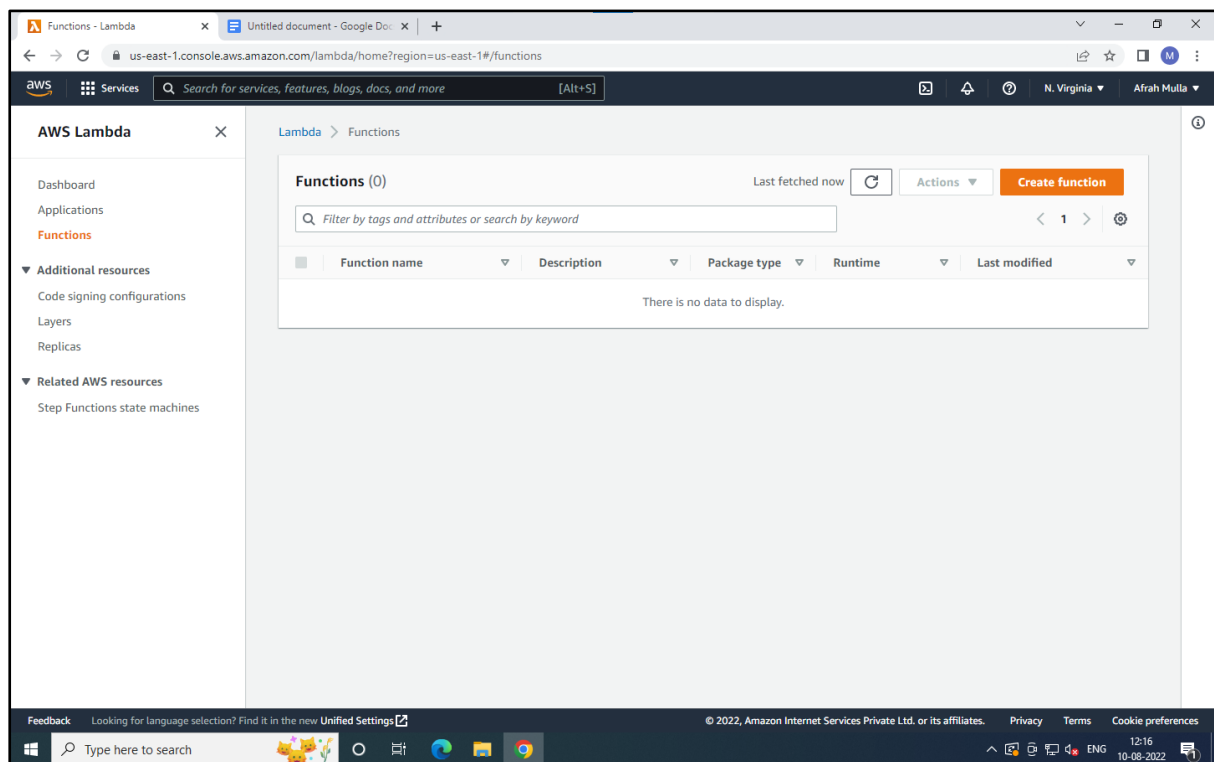 Functions - Lambda
Untitled document - Google Doc
us-east-1.console.aws.amazon.com/lambda/home?region=us-east-1#/functions
M
aws
Services
Search for services, features, blogs, docs, and more
[Alt+S]
N. Virginia
Afrah Mulla
AWS Lambda
Dashboard
Applications
Functions
Additional resources
Code signing configurations
Layers
Replicas
Related AWS resources
Step Functions state machines
Lambda > Functions
Functions (0)
Last fetched now
Actions
Create function
Filter by tags and attributes or search by keyword
< 1 >
Function name
Description
Package type
Runtime
Last modified
There is no data to display.
Feedback
Looking for language selection? Find it in the new Unified Settings
© 2022, Amazon Internet Services Private Ltd. or its affiliates.
Privacy
Terms
Cookie preferences
Type here to search
ENG
12:16
10-08-2022
1